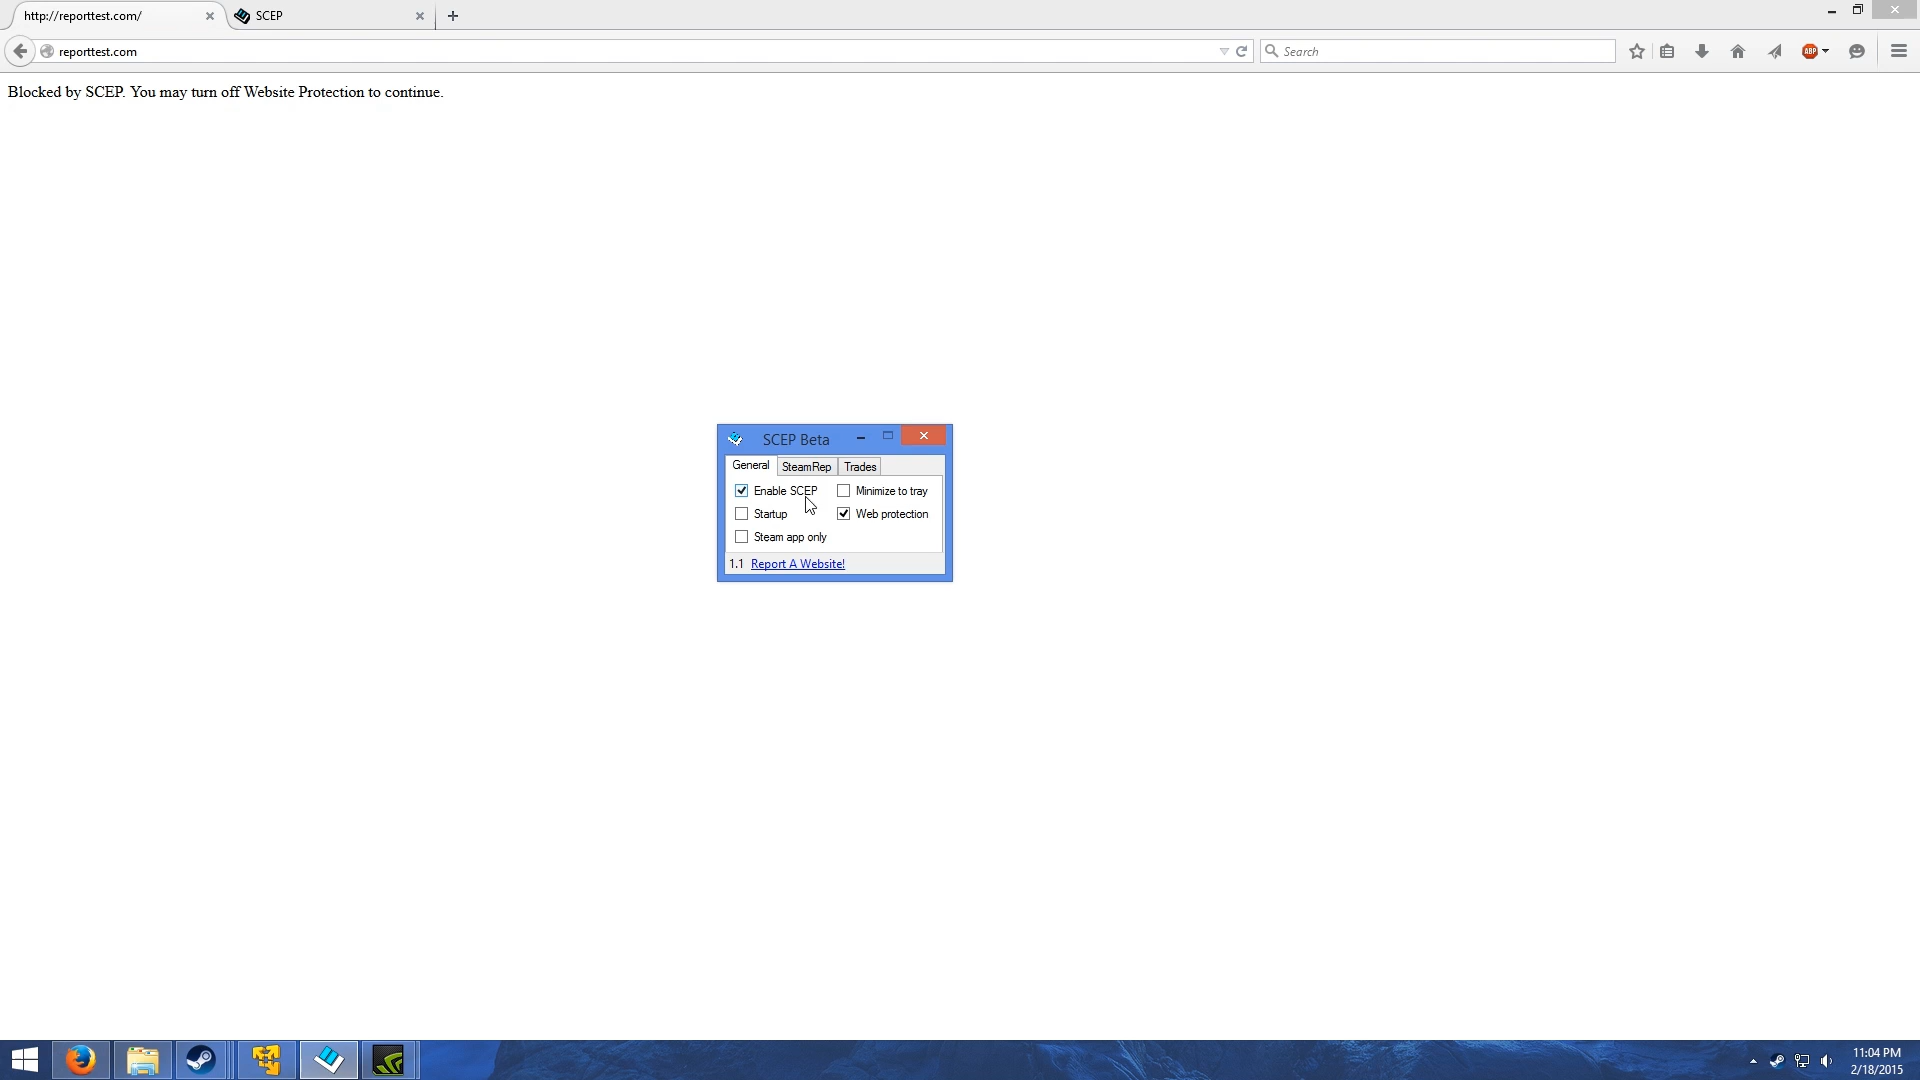 http://reporttest.com/
SCEP
reporttest.com
Search
ABP
Blocked by SCEP. You may turn off Website Protection to continue.
SCEP Beta
General SteamRep Trades
Enable SCEP Minimize to tray
Startup Web protection
Steam app only
1.1 Report A Website!
11:04 PM
2/18/2015